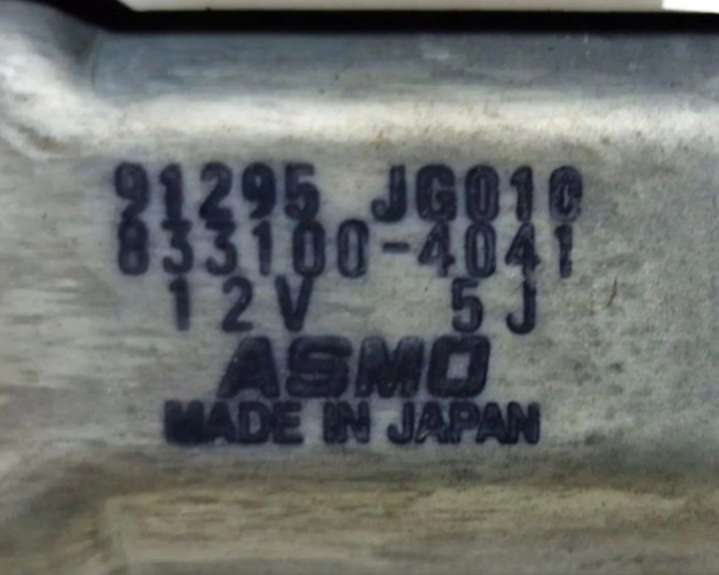 91295 JG010
833100-4041
12V 5J
ASMO
MADE IN JAPAN